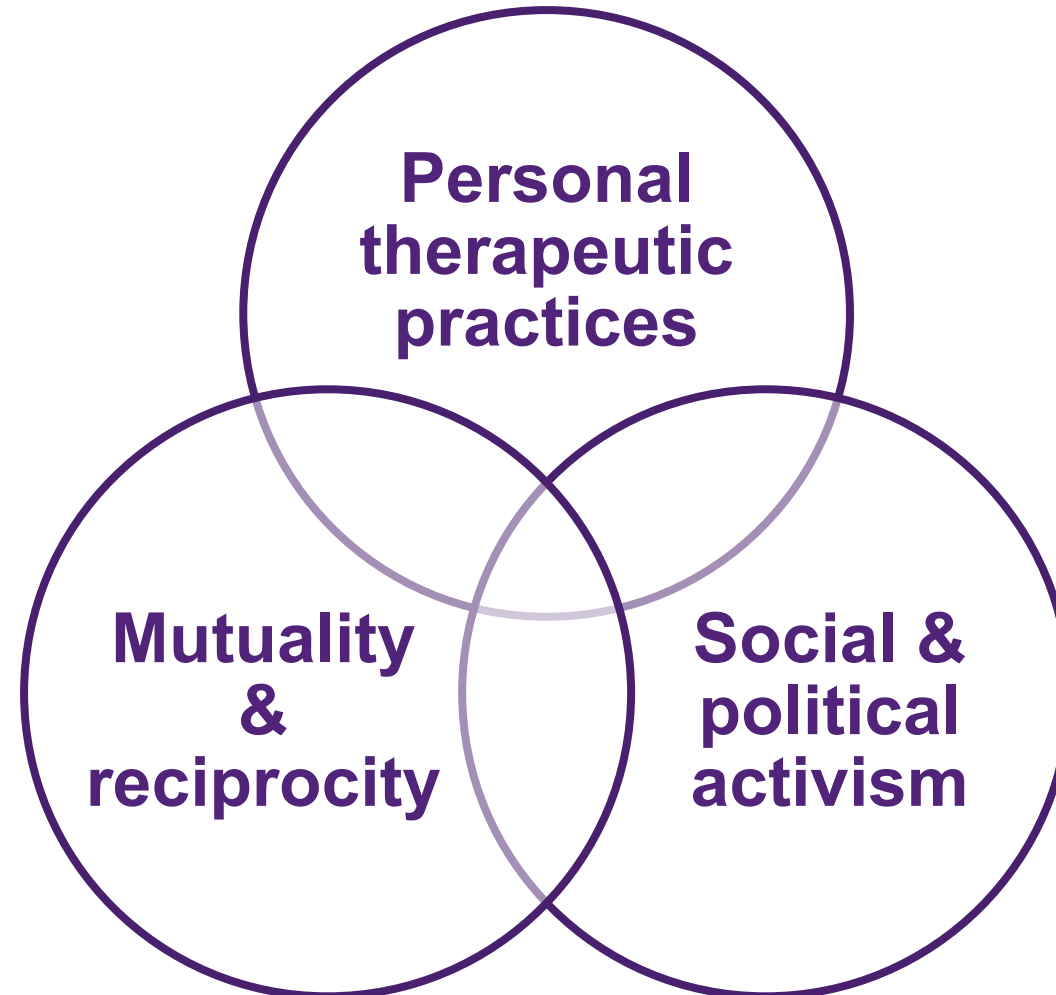 Personal
therapeutic
practices
Mutuality
&
reciprocity
Social &
political
activism